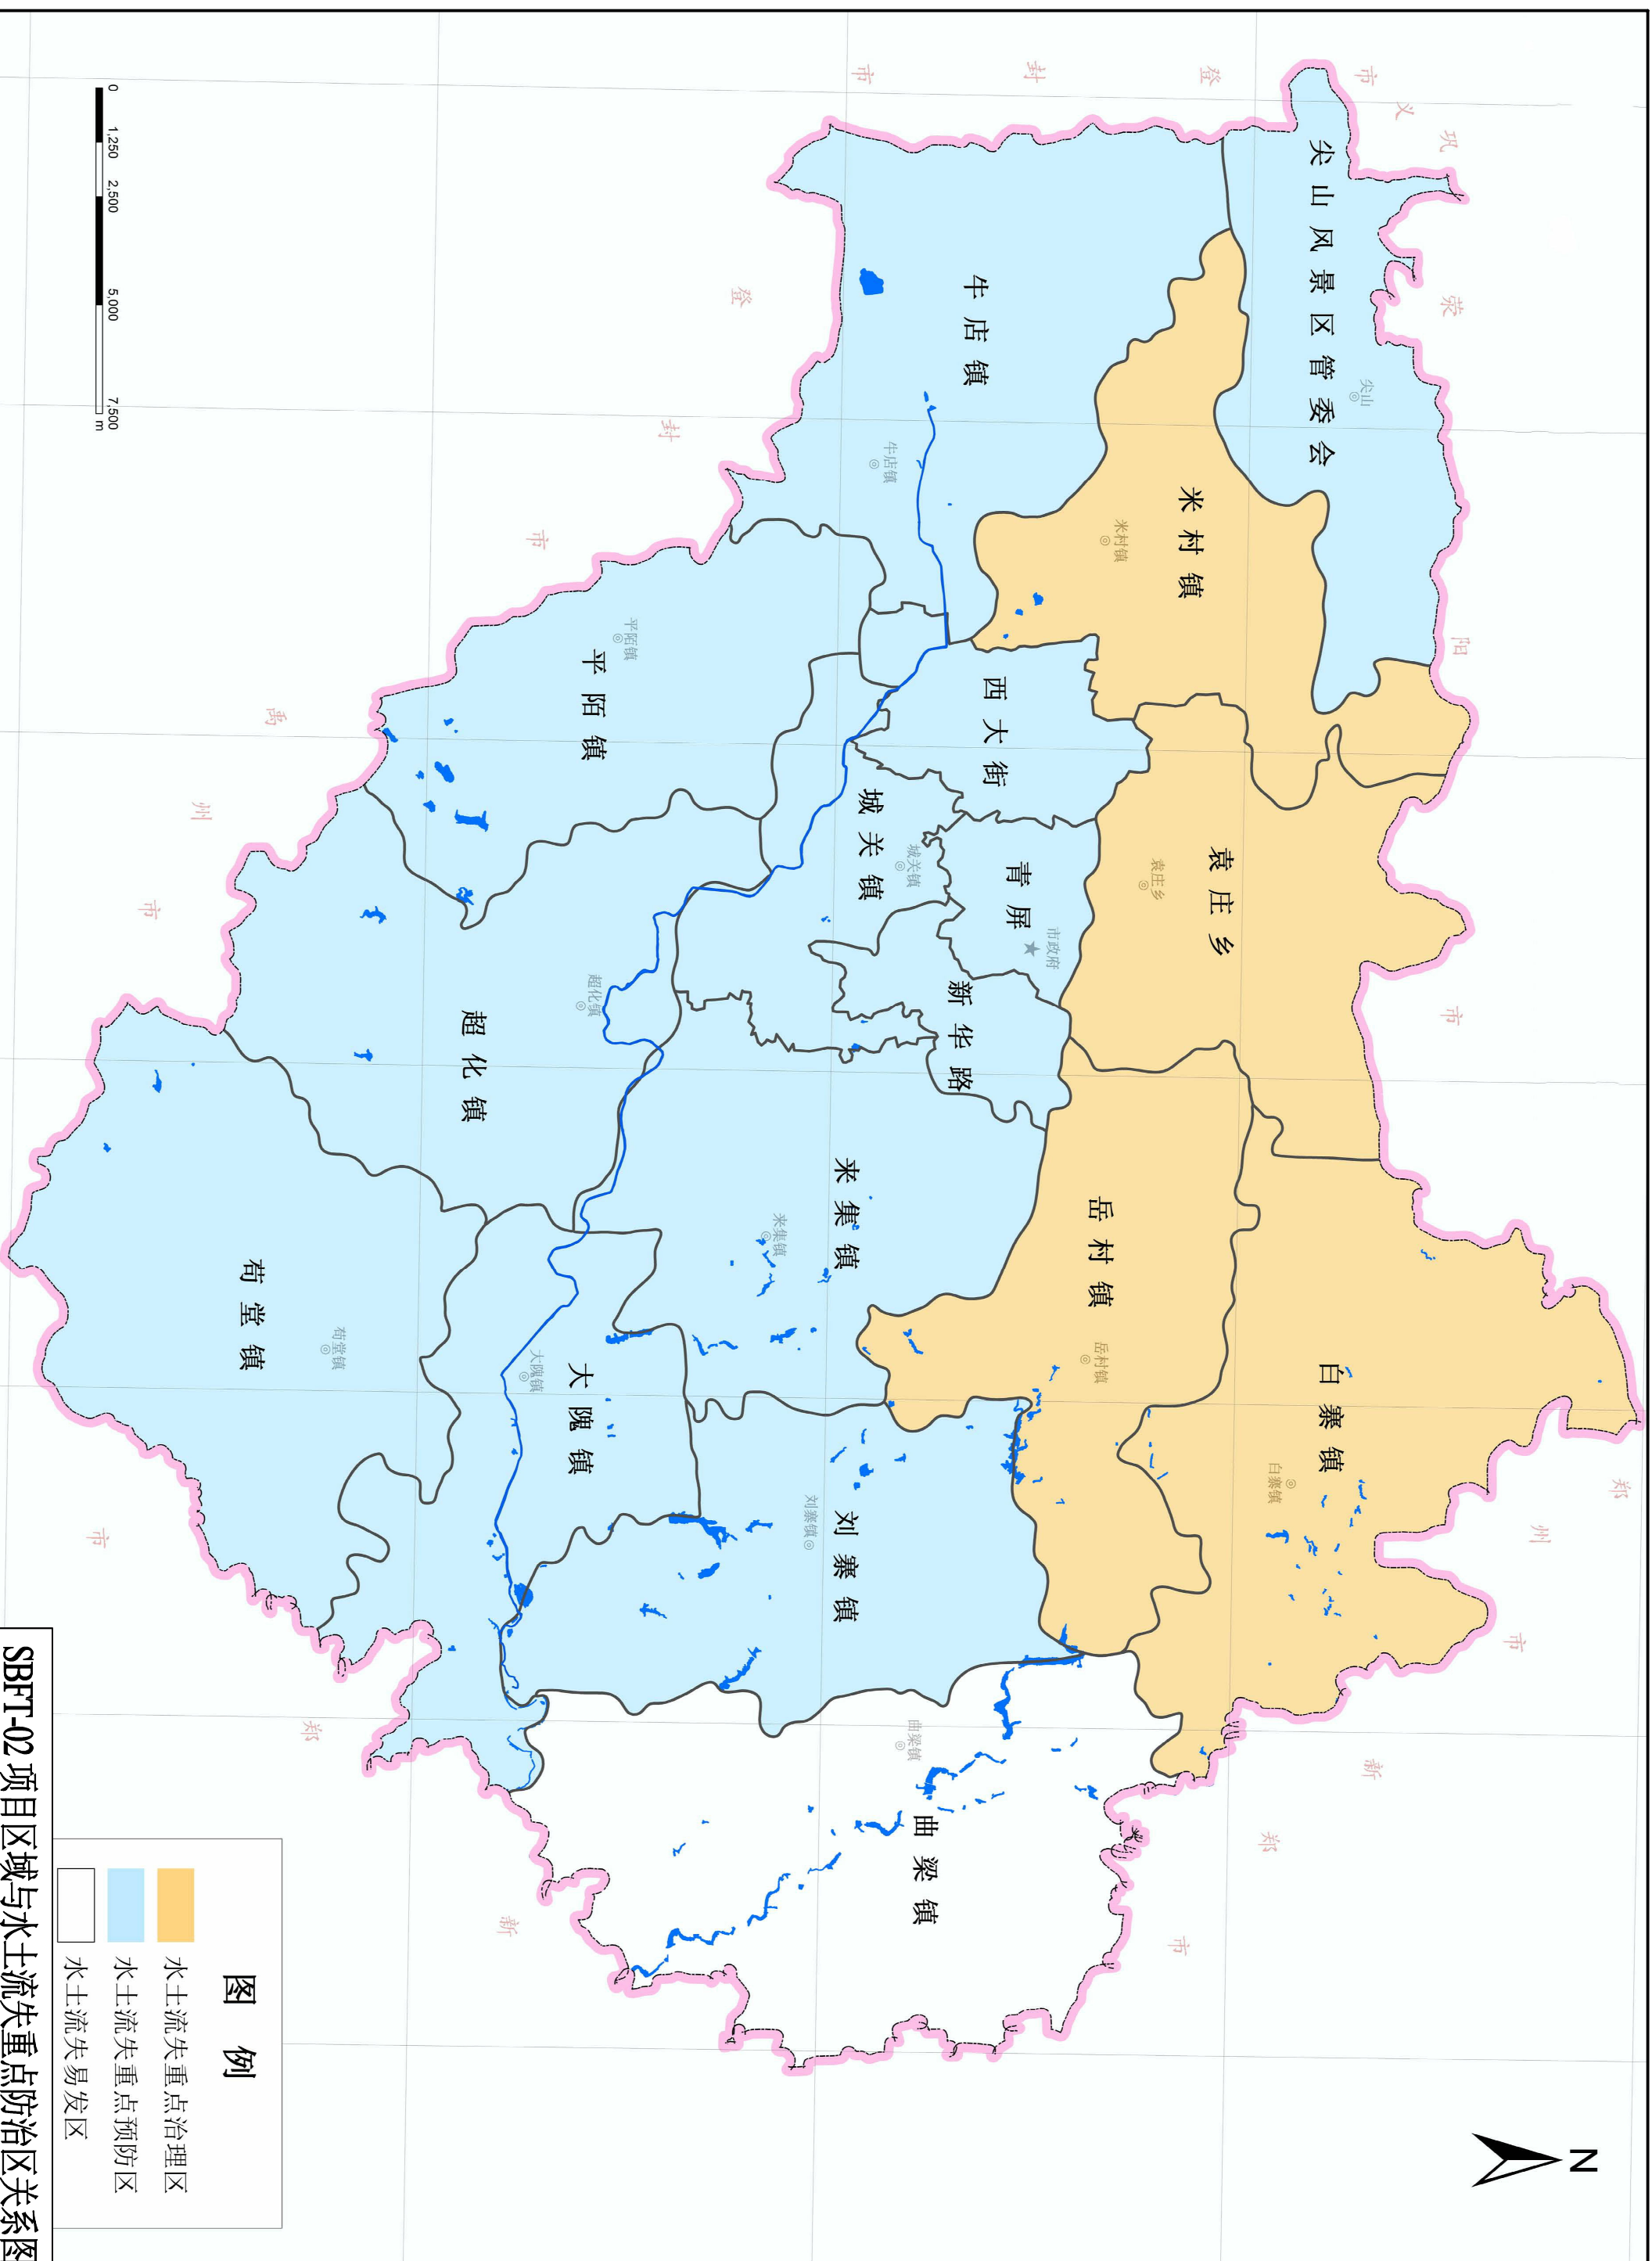 N
巩
义
市
荥
阳
市
郑
州
市
新
郑
市
登
封
市
登
封
市
禹
州
市
新
郑
市
尖山风景区管委会
尖山
米村镇
米村镇
袁庄乡
袁庄乡
白寨镇
白寨镇
岳村镇
岳村镇
牛店镇
牛店镇
西大街
青屏
市政府
新华路
城关镇
城关镇
来集镇
来集镇
刘寨镇
刘寨镇
曲梁镇
曲梁镇
平陌镇
平陌镇
超化镇
超化镇
大隗镇
大隗镇
苟堂镇
苟堂镇
0 1,250 2,500 5,000 7,500 m
图例
水土流失重点治理区
水土流失重点预防区
水土流失易发区
SBFT-02 项目区域与水土流失重点防治区关系图